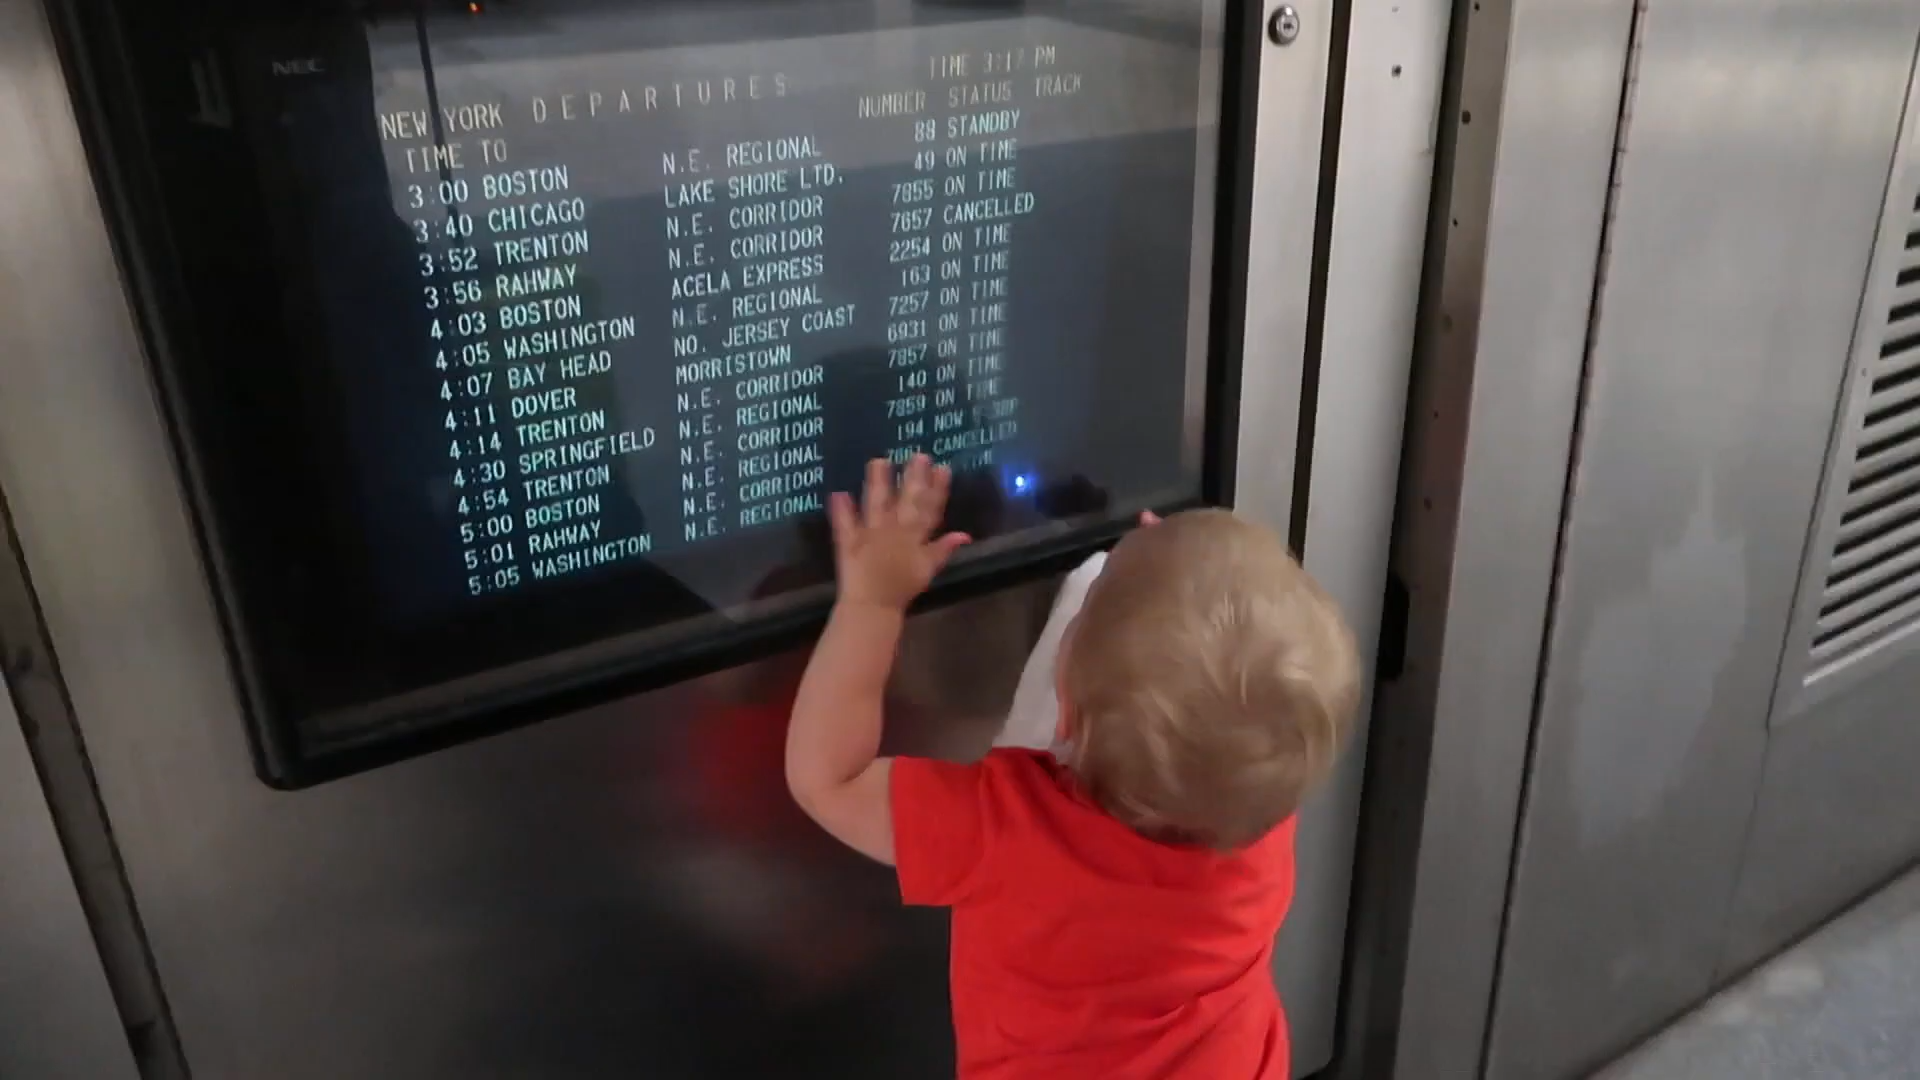 NEC
TIME 3:17 PM
NEW YORK DEPARTURES
TIME TO NUMBER STATUS TRACK
3:00 BOSTON N.E. REGIONAL 88 STANDBY
3:40 CHICAGO LAKE SHORE LTD. 49 ON TIME
3:52 TRENTON N.E. CORRIDOR 7855 ON TIME
3:56 RAHWAY N.E. CORRIDOR 7657 CANCELLED
4:03 BOSTON ACELA EXPRESS 2254 ON TIME
4:05 WASHINGTON N.E. REGIONAL 163 ON TIME
4:07 BAY HEAD NO. JERSEY COAST 7257 ON TIME
4:11 DOVER MORRISTOWN 6931 ON TIME
4:14 TRENTON N.E. CORRIDOR 7857 ON TIME
4:30 SPRINGFIELD N.E. REGIONAL 140 ON TIME
4:54 TRENTON N.E. CORRIDOR 7859 ON TIME
5:00 BOSTON N.E. REGIONAL 194 NOW
5:01 RAHWAY N.E. CORRIDOR CANCELLED
5:05 WASHINGTON N.E. REGIONAL TIME